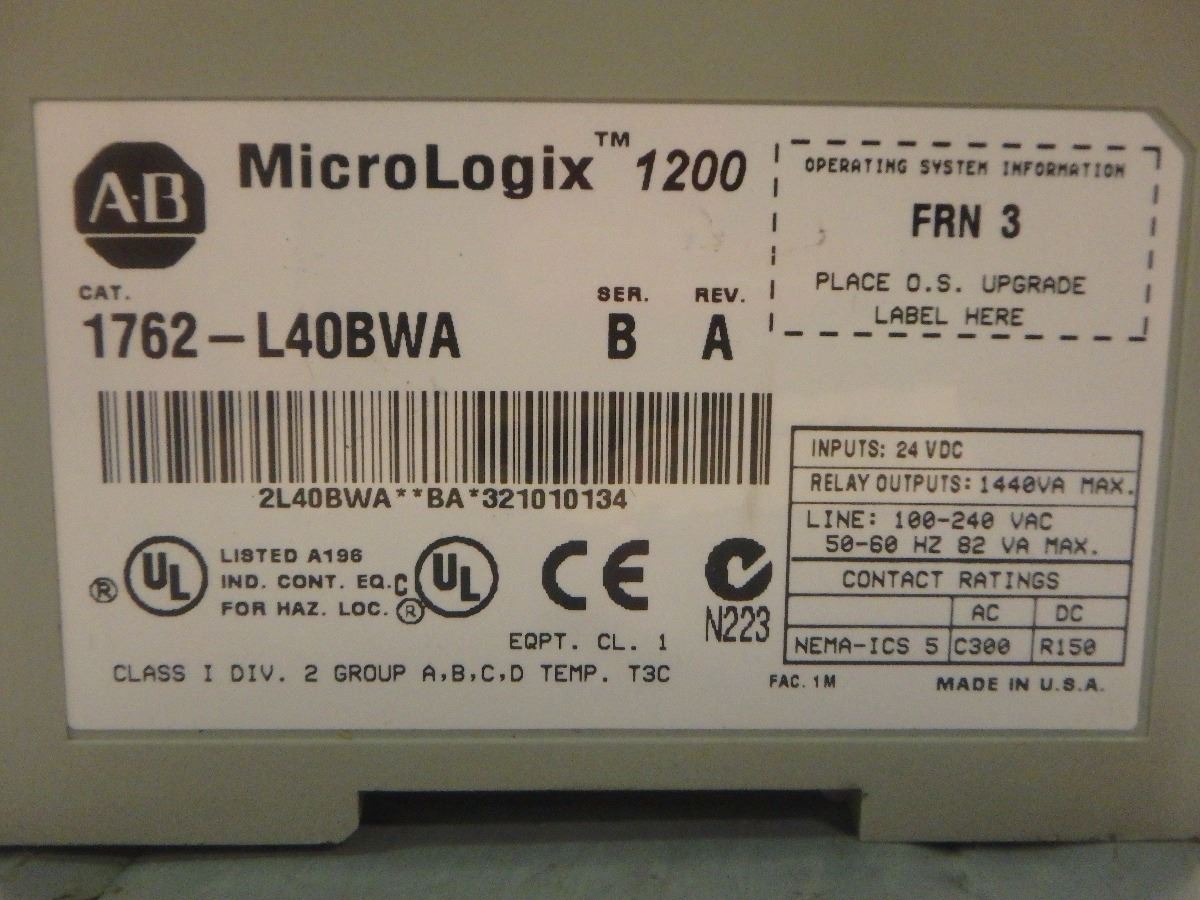 A·B
MicroLogix™ 1200
CAT.
1762-L40BWA
SER.
B
REV.
A
OPERATING SYSTEM INFORMATION
FRN 3
PLACE O.S. UPGRADE
LABEL HERE
2L40BWA**BA*321010134
® UL
LISTED A196
IND. CONT. EQ.
FOR HAZ. LOC.
C UL ®
CE
N223
EQPT. CL. 1
CLASS I DIV. 2 GROUP A,B,C,D TEMP. T3C
INPUTS: 24 VDC
RELAY OUTPUTS: 1440VA MAX.
LINE: 100-240 VAC
50-60 HZ 82 VA MAX.
CONTACT RATINGS
AC DC
NEMA-ICS 5 C300 R150
FAC. 1M
MADE IN U.S.A.